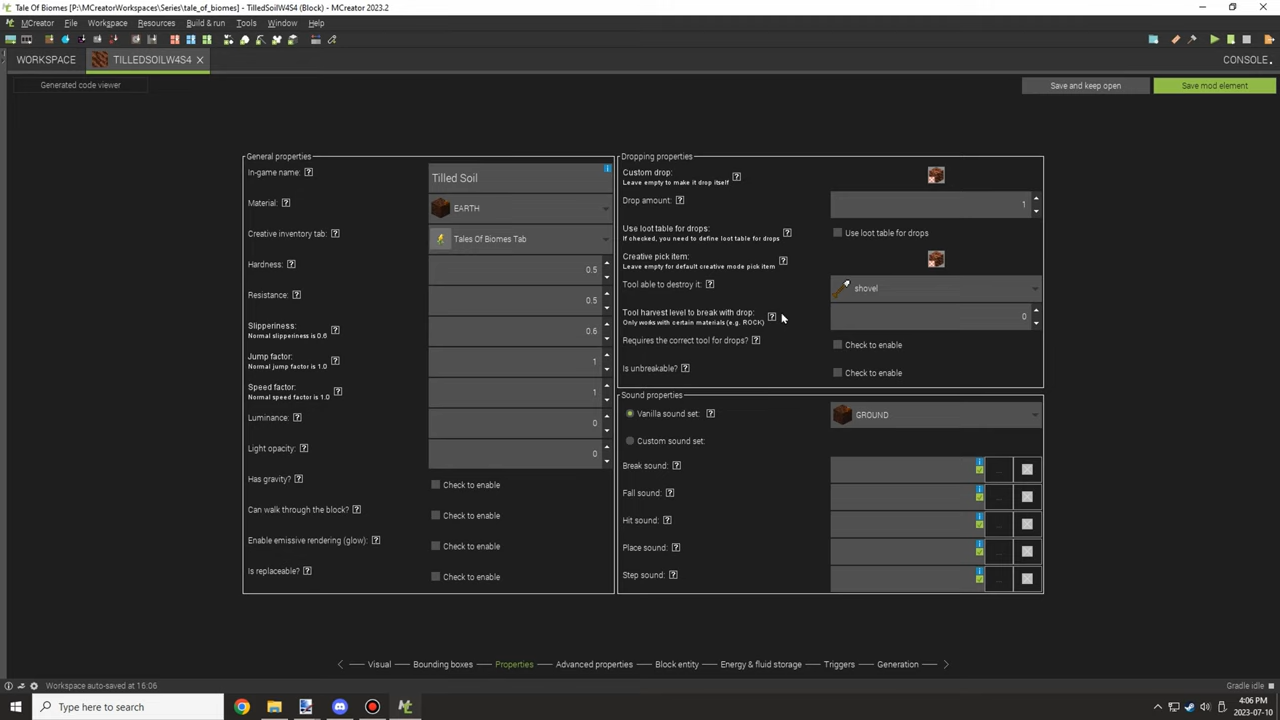 Tale Of Biomes [P:\MCreatorWorkspaces\Series\tale_of_biomes] - TilledSoilW4S4 (Block) - MCreator 2023.2
MCreator File Workspace Resources Build & run Tools Window Help
WORKSPACE TILLEDSOILW4S4 CONSOLE
Generated code viewer Save and keep open Save mod element
General properties
In-game name: ? Tilled Soil
Material: ? EARTH
Creative inventory tab: ? Tales Of Biomes Tab
Hardness: ? 0.5
Resistance: ? 0.5
Slipperiness: ? 0.6
Normal slipperiness is 0.6
Jump factor: ? 1
Normal jump factor is 1.0
Speed factor: ? 1
Normal speed factor is 1.0
Luminance: ? 0
Light opacity: ? 0
Has gravity? ? Check to enable
Can walk through the block? ? Check to enable
Enable emissive rendering (glow): ? Check to enable
Is replaceable? ? Check to enable
Dropping properties
Custom drop: ?
Leave empty to make it drop itself
Drop amount: ? 1
Use loot table for drops: ? Use loot table for drops
If checked, you need to define loot table for drops
Creative pick item: ?
Leave empty for default creative mode pick item
Tool able to destroy it: ? shovel
Tool harvest level to break with drop: ? 0
Only works with certain materials (e.g. ROCK)
Requires the correct tool for drops? ? Check to enable
Is unbreakable? ? Check to enable
Sound properties
Vanilla sound set: ? GROUND
Custom sound set:
Break sound: ? ...
Fall sound: ? ...
Hit sound: ? ...
Place sound: ? ...
Step sound: ? ...
Visual Bounding boxes Properties Advanced properties Block entity Energy & fluid storage Triggers Generation
Workspace auto-saved at 16:06 Gradle idle
Type here to search
4:06 PM
2023-07-10